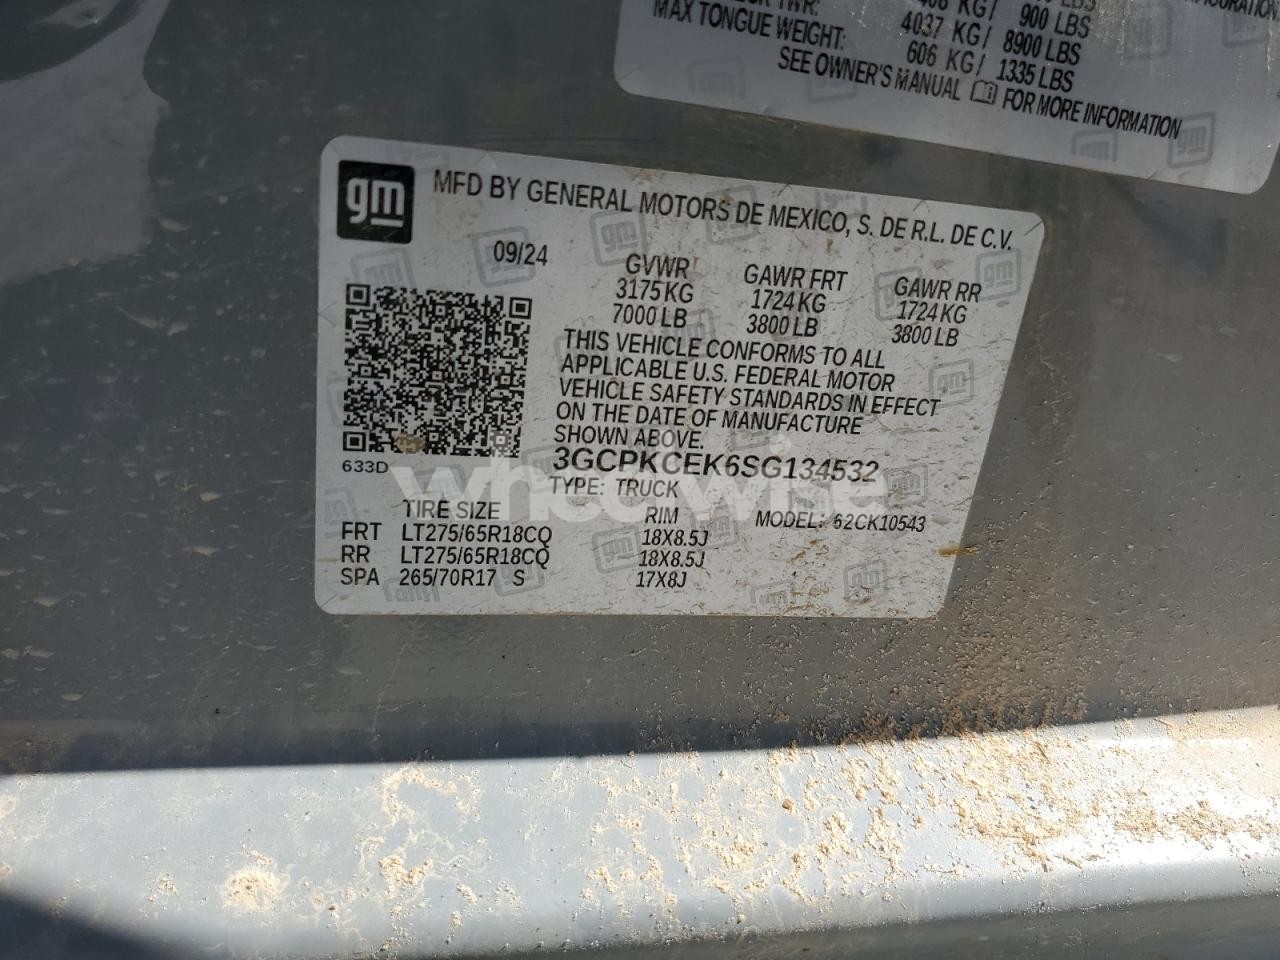 TWR:
KG/ 900 LBS
4037 KG/ 8900 LBS
MAX TONGUE WEIGHT: 606 KG/ 1335 LBS
SEE OWNER'S MANUAL FOR MORE INFORMATION
gm
MFD BY GENERAL MOTORS DE MEXICO, S. DE R.L. DE C.V.
09/24
GVWR GAWR FRT GAWR RR
3175 KG 1724 KG 1724 KG
7000 LB 3800 LB 3800 LB
THIS VEHICLE CONFORMS TO ALL
APPLICABLE U.S. FEDERAL MOTOR
VEHICLE SAFETY STANDARDS IN EFFECT
ON THE DATE OF MANUFACTURE
SHOWN ABOVE.
633D
3GCPKCEK6SG134532
TYPE: TRUCK
MODEL: 62CK10543
TIRE SIZE RIM
FRT LT275/65R18CQ 18X8.5J
RR LT275/65R18CQ 18X8.5J
SPA 265/70R17 S 17X8J